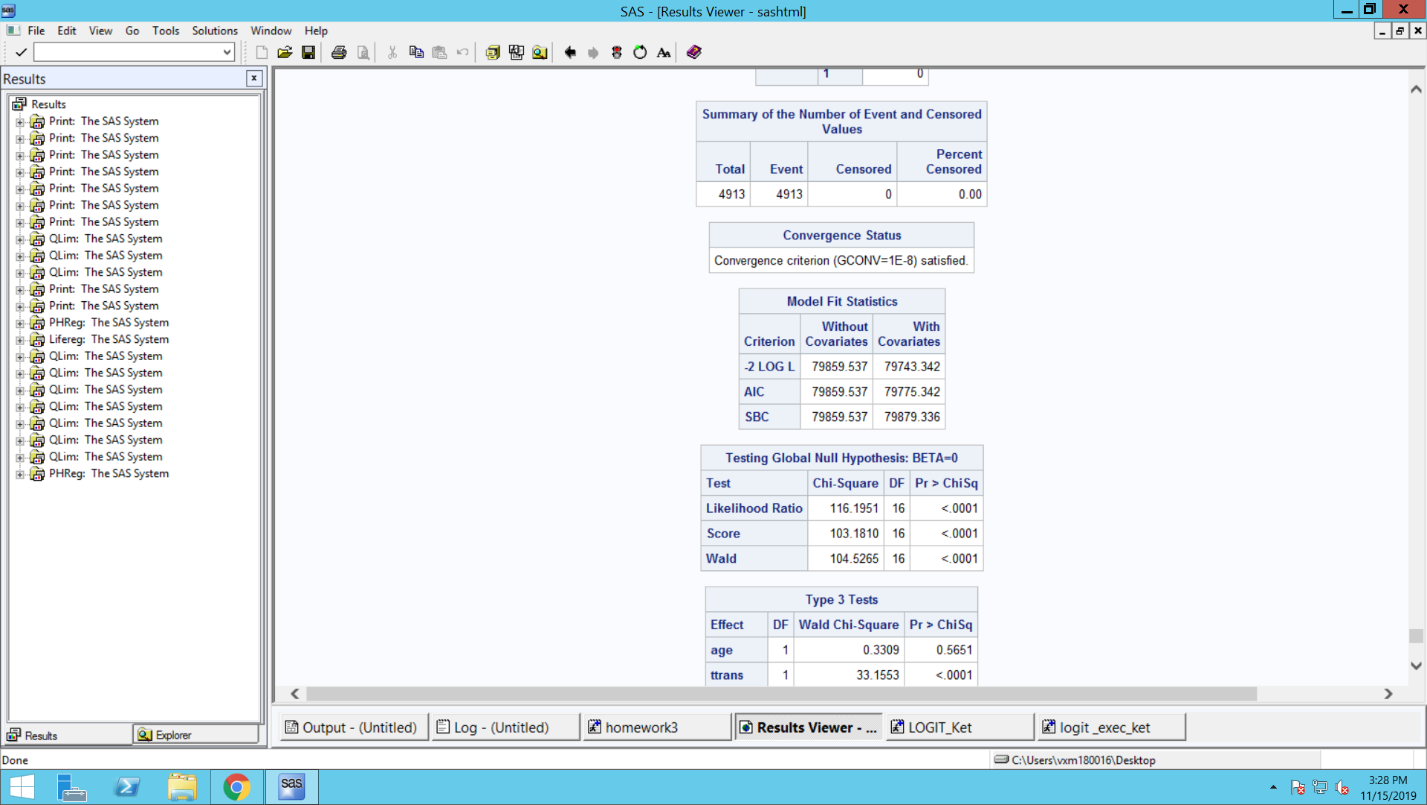 SAS - [Results Viewer - sashtml]
File Edit View Go Tools Solutions Window Help
Results
Results
Print: The SAS System
Print: The SAS System
Print: The SAS System
Print: The SAS System
Print: The SAS System
Print: The SAS System
Print: The SAS System
QLim: The SAS System
QLim: The SAS System
QLim: The SAS System
Print: The SAS System
Print: The SAS System
PHReg: The SAS System
Lifereg: The SAS System
QLim: The SAS System
QLim: The SAS System
QLim: The SAS System
QLim: The SAS System
QLim: The SAS System
QLim: The SAS System
QLim: The SAS System
PHReg: The SAS System
Results Explorer
1 0
Summary of the Number of Event and Censored
Values
Total Event Censored Percent Censored
4913 4913 0 0.00
Convergence Status
Convergence criterion (GCONV=1E-8) satisfied.
Model Fit Statistics
Criterion Without Covariates With Covariates
-2 LOG L 79859.537 79743.342
AIC 79859.537 79775.342
SBC 79859.537 79879.336
Testing Global Null Hypothesis: BETA=0
Test Chi-Square DF Pr > ChiSq
Likelihood Ratio 116.1951 16 <.0001
Score 103.1810 16 <.0001
Wald 104.5265 16 <.0001
Type 3 Tests
Effect DF Wald Chi-Square Pr > ChiSq
age 1 0.3309 0.5651
ttrans 1 33.1553 <.0001
Output - (Untitled) Log - (Untitled) homework3 Results Viewer - ... LOGIT_Ket logit _exec_ket
Done C:\Users\vxm180016\Desktop
sas
3:28 PM
11/15/2019